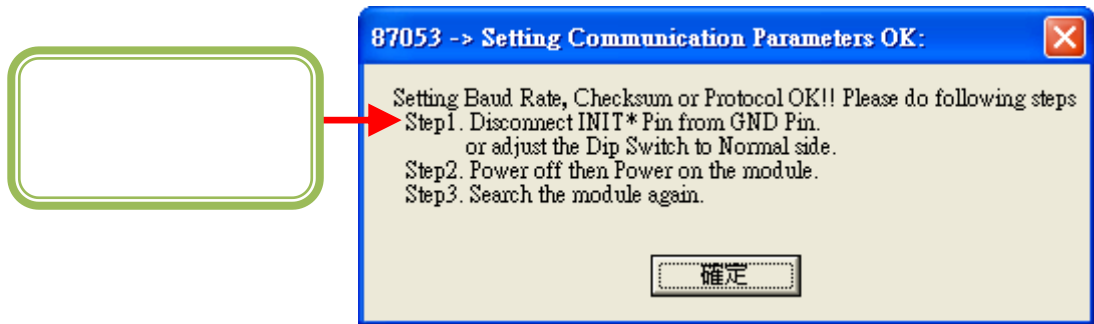 87053 -> Setting Communication Parameters OK:
Setting Baud Rate, Checksum or Protocol OK!! Please do following steps
Step1. Disconnect INIT* Pin from GND Pin.
or adjust the Dip Switch to Normal side.
Step2. Power off then Power on the module.
Step3. Search the module again.
確定